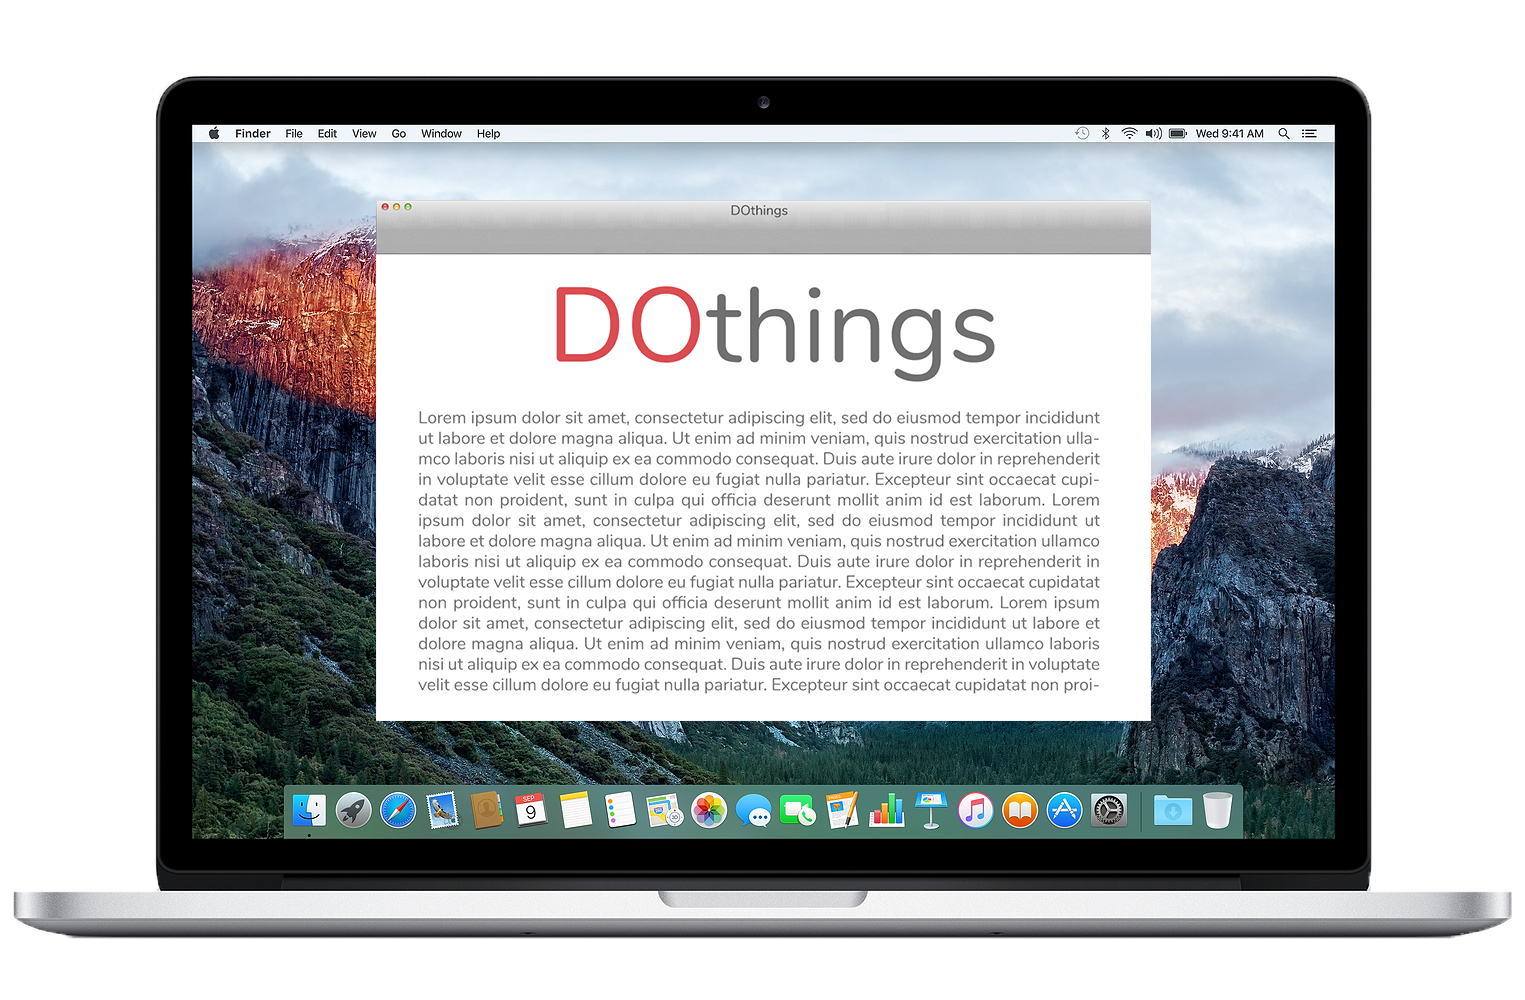 Finder File Edit View Go Window Help Wed 9:41 AM
DOthings
DOthings
Lorem ipsum dolor sit amet, consectetur adipiscing elit, sed do eiusmod tempor incididunt
ut labore et dolore magna aliqua. Ut enim ad minim veniam, quis nostrud exercitation ulla-
mco laboris nisi ut aliquip ex ea commodo consequat. Duis aute irure dolor in reprehenderit
in voluptate velit esse cillum dolore eu fugiat nulla pariatur. Excepteur sint occaecat cupi-
datat non proident, sunt in culpa qui officia deserunt mollit anim id est laborum. Lorem
ipsum dolor sit amet, consectetur adipiscing elit, sed do eiusmod tempor incididunt ut
labore et dolore magna aliqua. Ut enim ad minim veniam, quis nostrud exercitation ullamco
laboris nisi ut aliquip ex ea commodo consequat. Duis aute irure dolor in reprehenderit in
voluptate velit esse cillum dolore eu fugiat nulla pariatur. Excepteur sint occaecat cupidatat
non proident, sunt in culpa qui officia deserunt mollit anim id est laborum. Lorem ipsum
dolor sit amet, consectetur adipiscing elit, sed do eiusmod tempor incididunt ut labore et
dolore magna aliqua. Ut enim ad minim veniam, quis nostrud exercitation ullamco laboris
nisi ut aliquip ex ea commodo consequat. Duis aute irure dolor in reprehenderit in voluptate
velit esse cillum dolore eu fugiat nulla pariatur. Excepteur sint occaecat cupidatat non proi-
SEP
9
3D